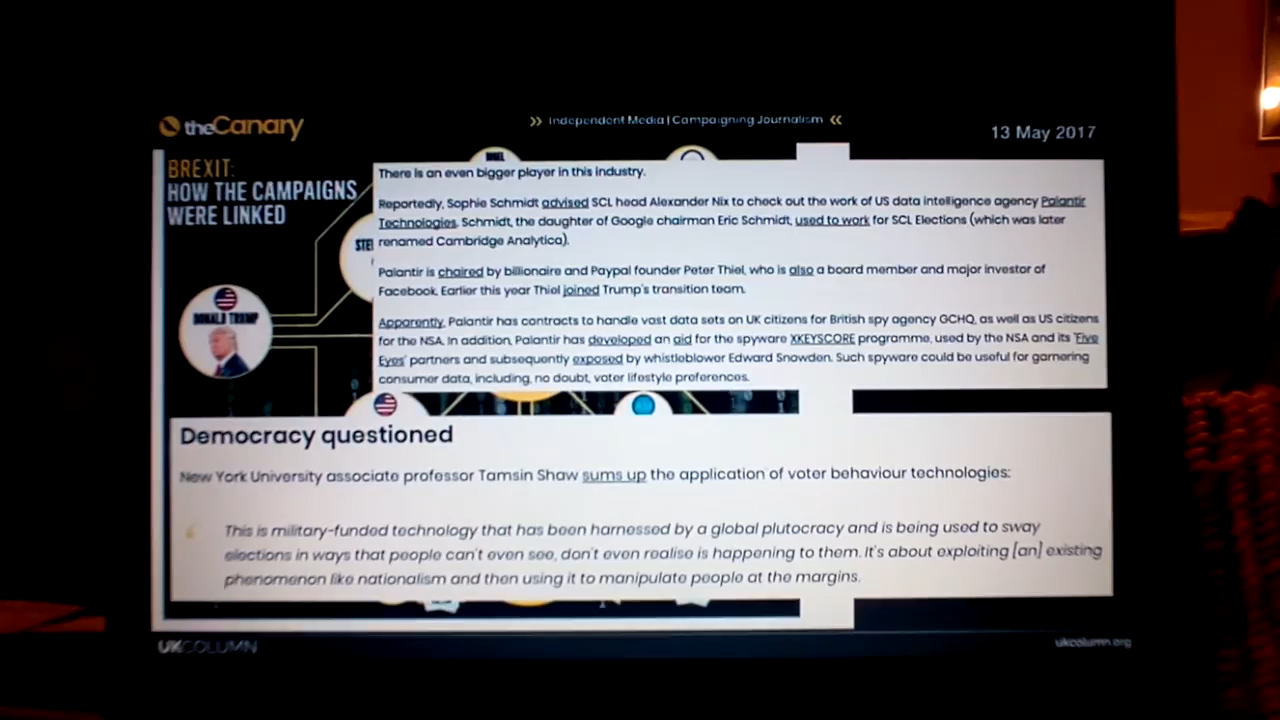 theCanary
>> Independent Media | Campaigning Journalism <<
13 May 2017
BREXIT:
HOW THE CAMPAIGNS
WERE LINKED
There is an even bigger player in this industry.
Reportedly, Sophie Schmidt advised SCL head Alexander Nix to check out the work of US data intelligence agency Palantir
Technologies. Schmidt, the daughter of Google chairman Eric Schmidt, used to work for SCL Elections (which was later
renamed Cambridge Analytica).
Palantir is chaired by billionaire and Paypal founder Peter Thiel, who is also a board member and major investor of
Facebook. Earlier this year Thiel joined Trump's transition team.
Apparently, Palantir has contracts to handle vast data sets on UK citizens for British spy agency GCHQ, as well as US citizens
for the NSA. In addition, Palantir has developed an aid for the spyware XKEYSCORE programme, used by the NSA and its 'Five
Eyes' partners and subsequently exposed by whistleblower Edward Snowden. Such spyware could be useful for garnering
consumer data, including, no doubt, voter lifestyle preferences.
STE
DONALD TRUMP
Democracy questioned
New York University associate professor Tamsin Shaw sums up the application of voter behaviour technologies:
This is military-funded technology that has been harnessed by a global plutocracy and is being used to sway
elections in ways that people can't even see, don't even realise is happening to them. It's about exploiting [an] existing
phenomenon like nationalism and then using it to manipulate people at the margins.
UKCOLUMN
ukcolumn.org